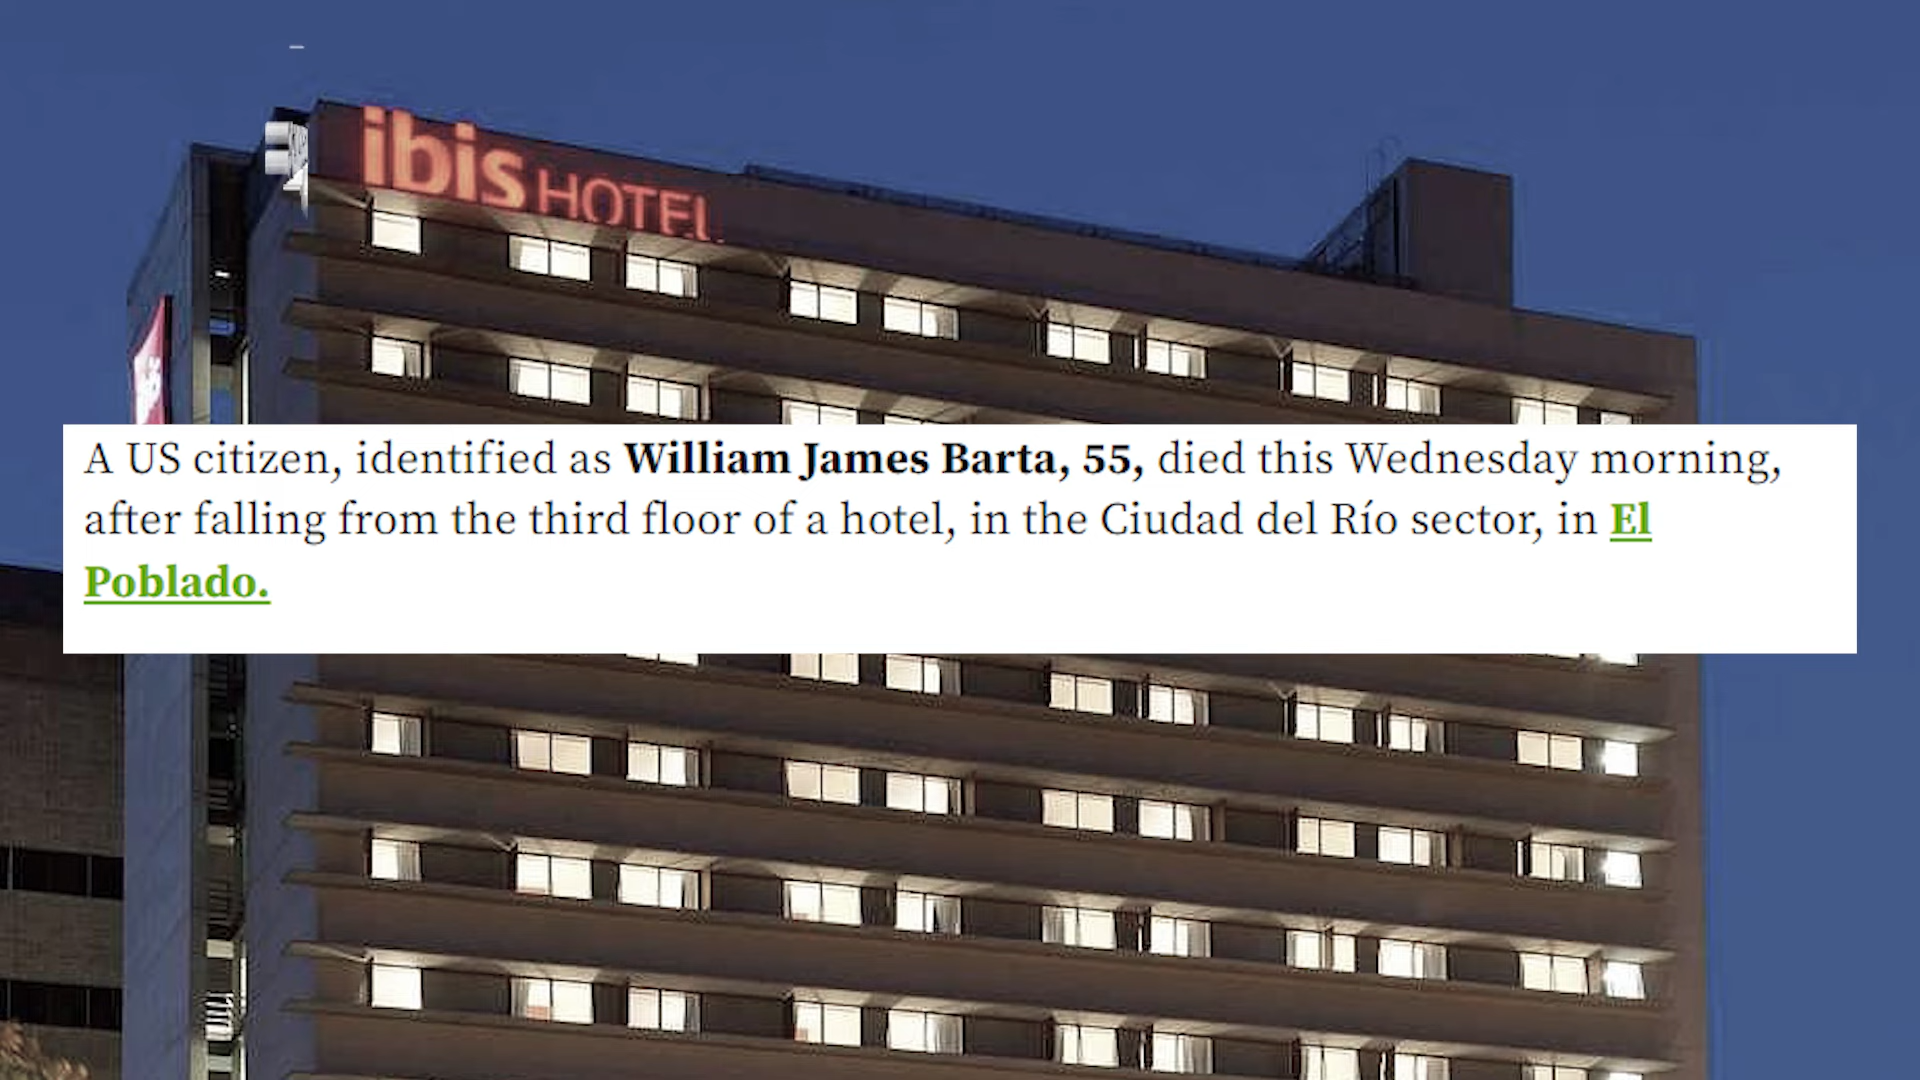 ibis HOTEL
A US citizen, identified as William James Barta, 55, died this Wednesday morning,
after falling from the third floor of a hotel, in the Ciudad del Río sector, in El
Poblado.